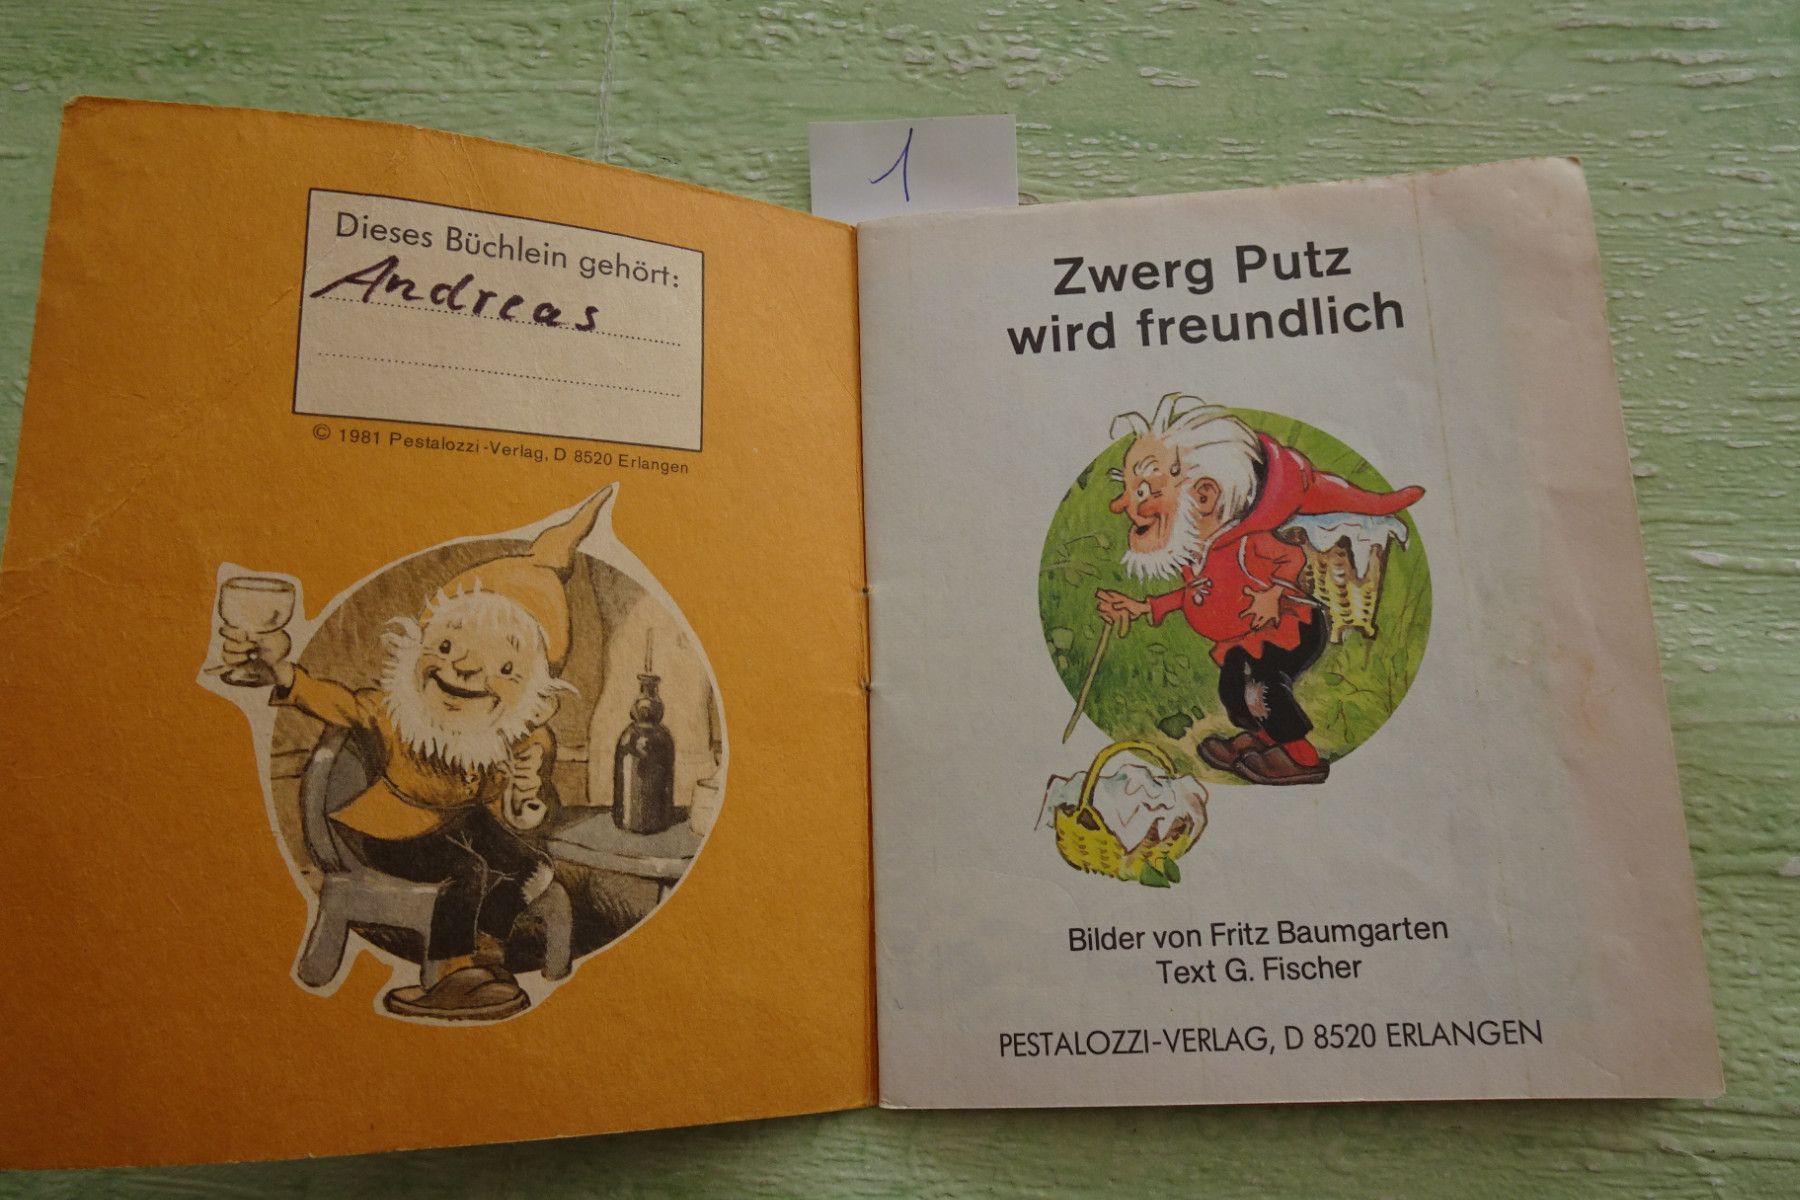 1
Dieses Büchlein gehört:
Andreas
© 1981 Pestalozzi-Verlag, D 8520 Erlangen
Zwerg Putz
wird freundlich
Bilder von Fritz Baumgarten
Text G. Fischer
PESTALOZZI-VERLAG, D 8520 ERLANGEN